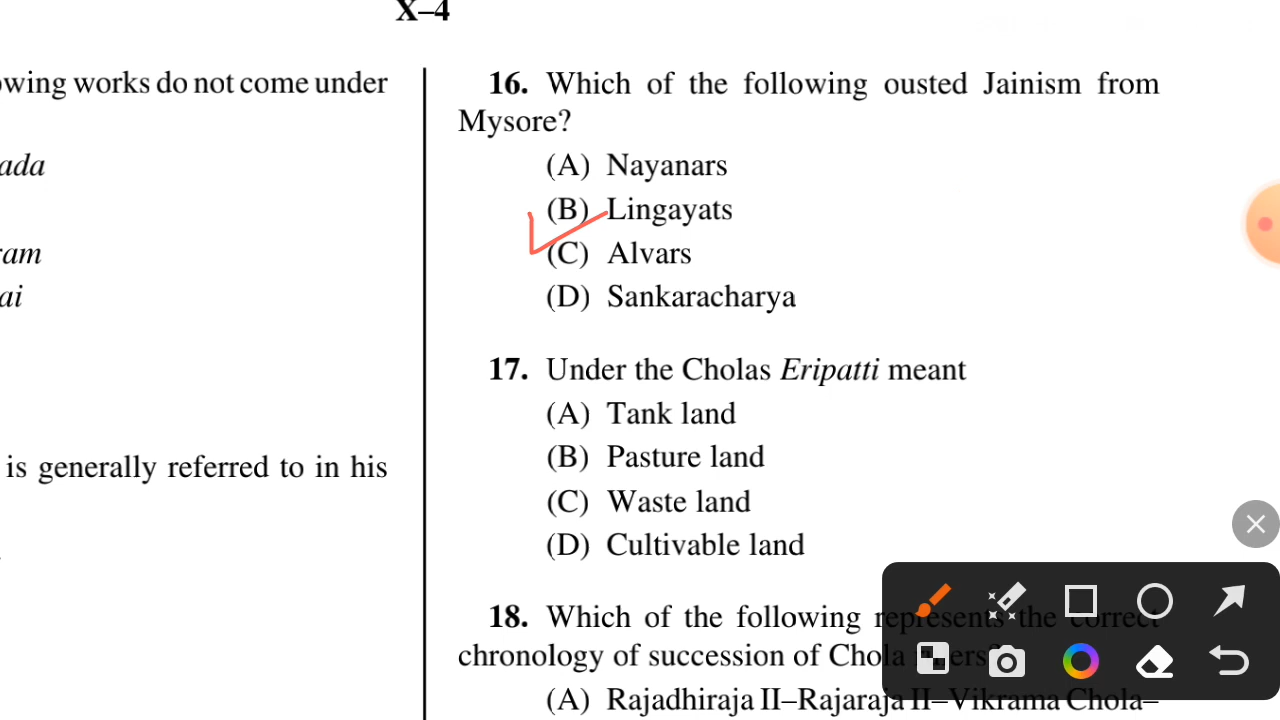 X–4
owing works do not come under
ada
ram
ai
is generally referred to in his
16. Which of the following ousted Jainism from
Mysore?
(A) Nayanars
(B) Lingayats
(C) Alvars
(D) Sankaracharya
17. Under the Cholas Eripatti meant
(A) Tank land
(B) Pasture land
(C) Waste land
(D) Cultivable land
18. Which of the following represents the correct
chronology of succession of Chola rulers?
(A) Rajadhiraja II–Rajaraja II–Vikrama Chola–